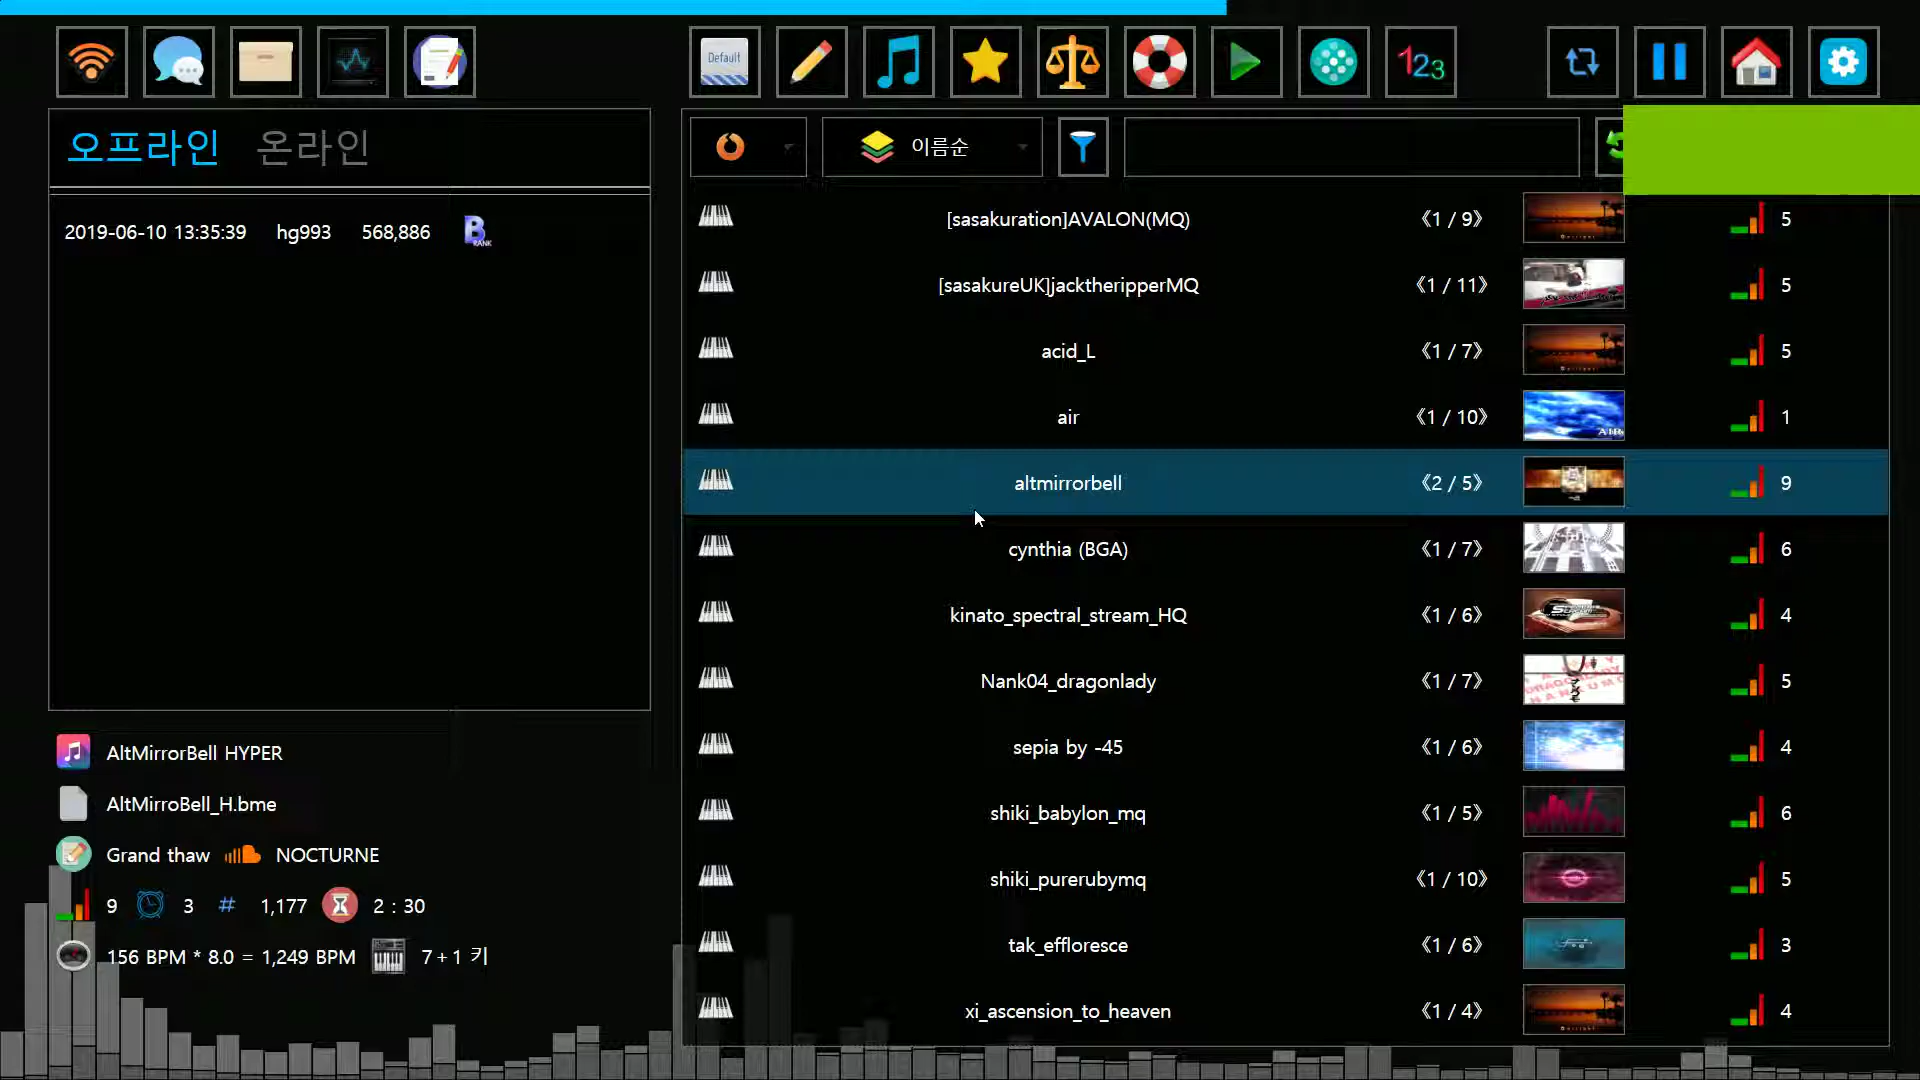 Default
123
오프라인 온라인
이름순
2019-06-10 13:35:39 hg993 568,886 B RANK
[sasakuration]AVALON(MQ) 《1 / 9》 5
[sasakureUK]jacktheripperMQ 《1 / 11》 5
acid_L 《1 / 7》 5
air 《1 / 10》 AIR 1
altmirrorbell 《2 / 5》 9
cynthia (BGA) 《1 / 7》 6
kinato_spectral_stream_HQ 《1 / 6》 4
Nank04_dragonlady 《1 / 7》 5
sepia by -45 《1 / 6》 4
shiki_babylon_mq 《1 / 5》 6
shiki_purerubymq 《1 / 10》 5
tak_effloresce 《1 / 6》 3
xi_ascension_to_heaven 《1 / 4》 4
AltMirrorBell HYPER
AltMirroBell_H.bme
Grand thaw NOCTURNE
9 3 # 1,177 2 : 30
156 BPM * 8.0 = 1,249 BPM 7 + 1 키